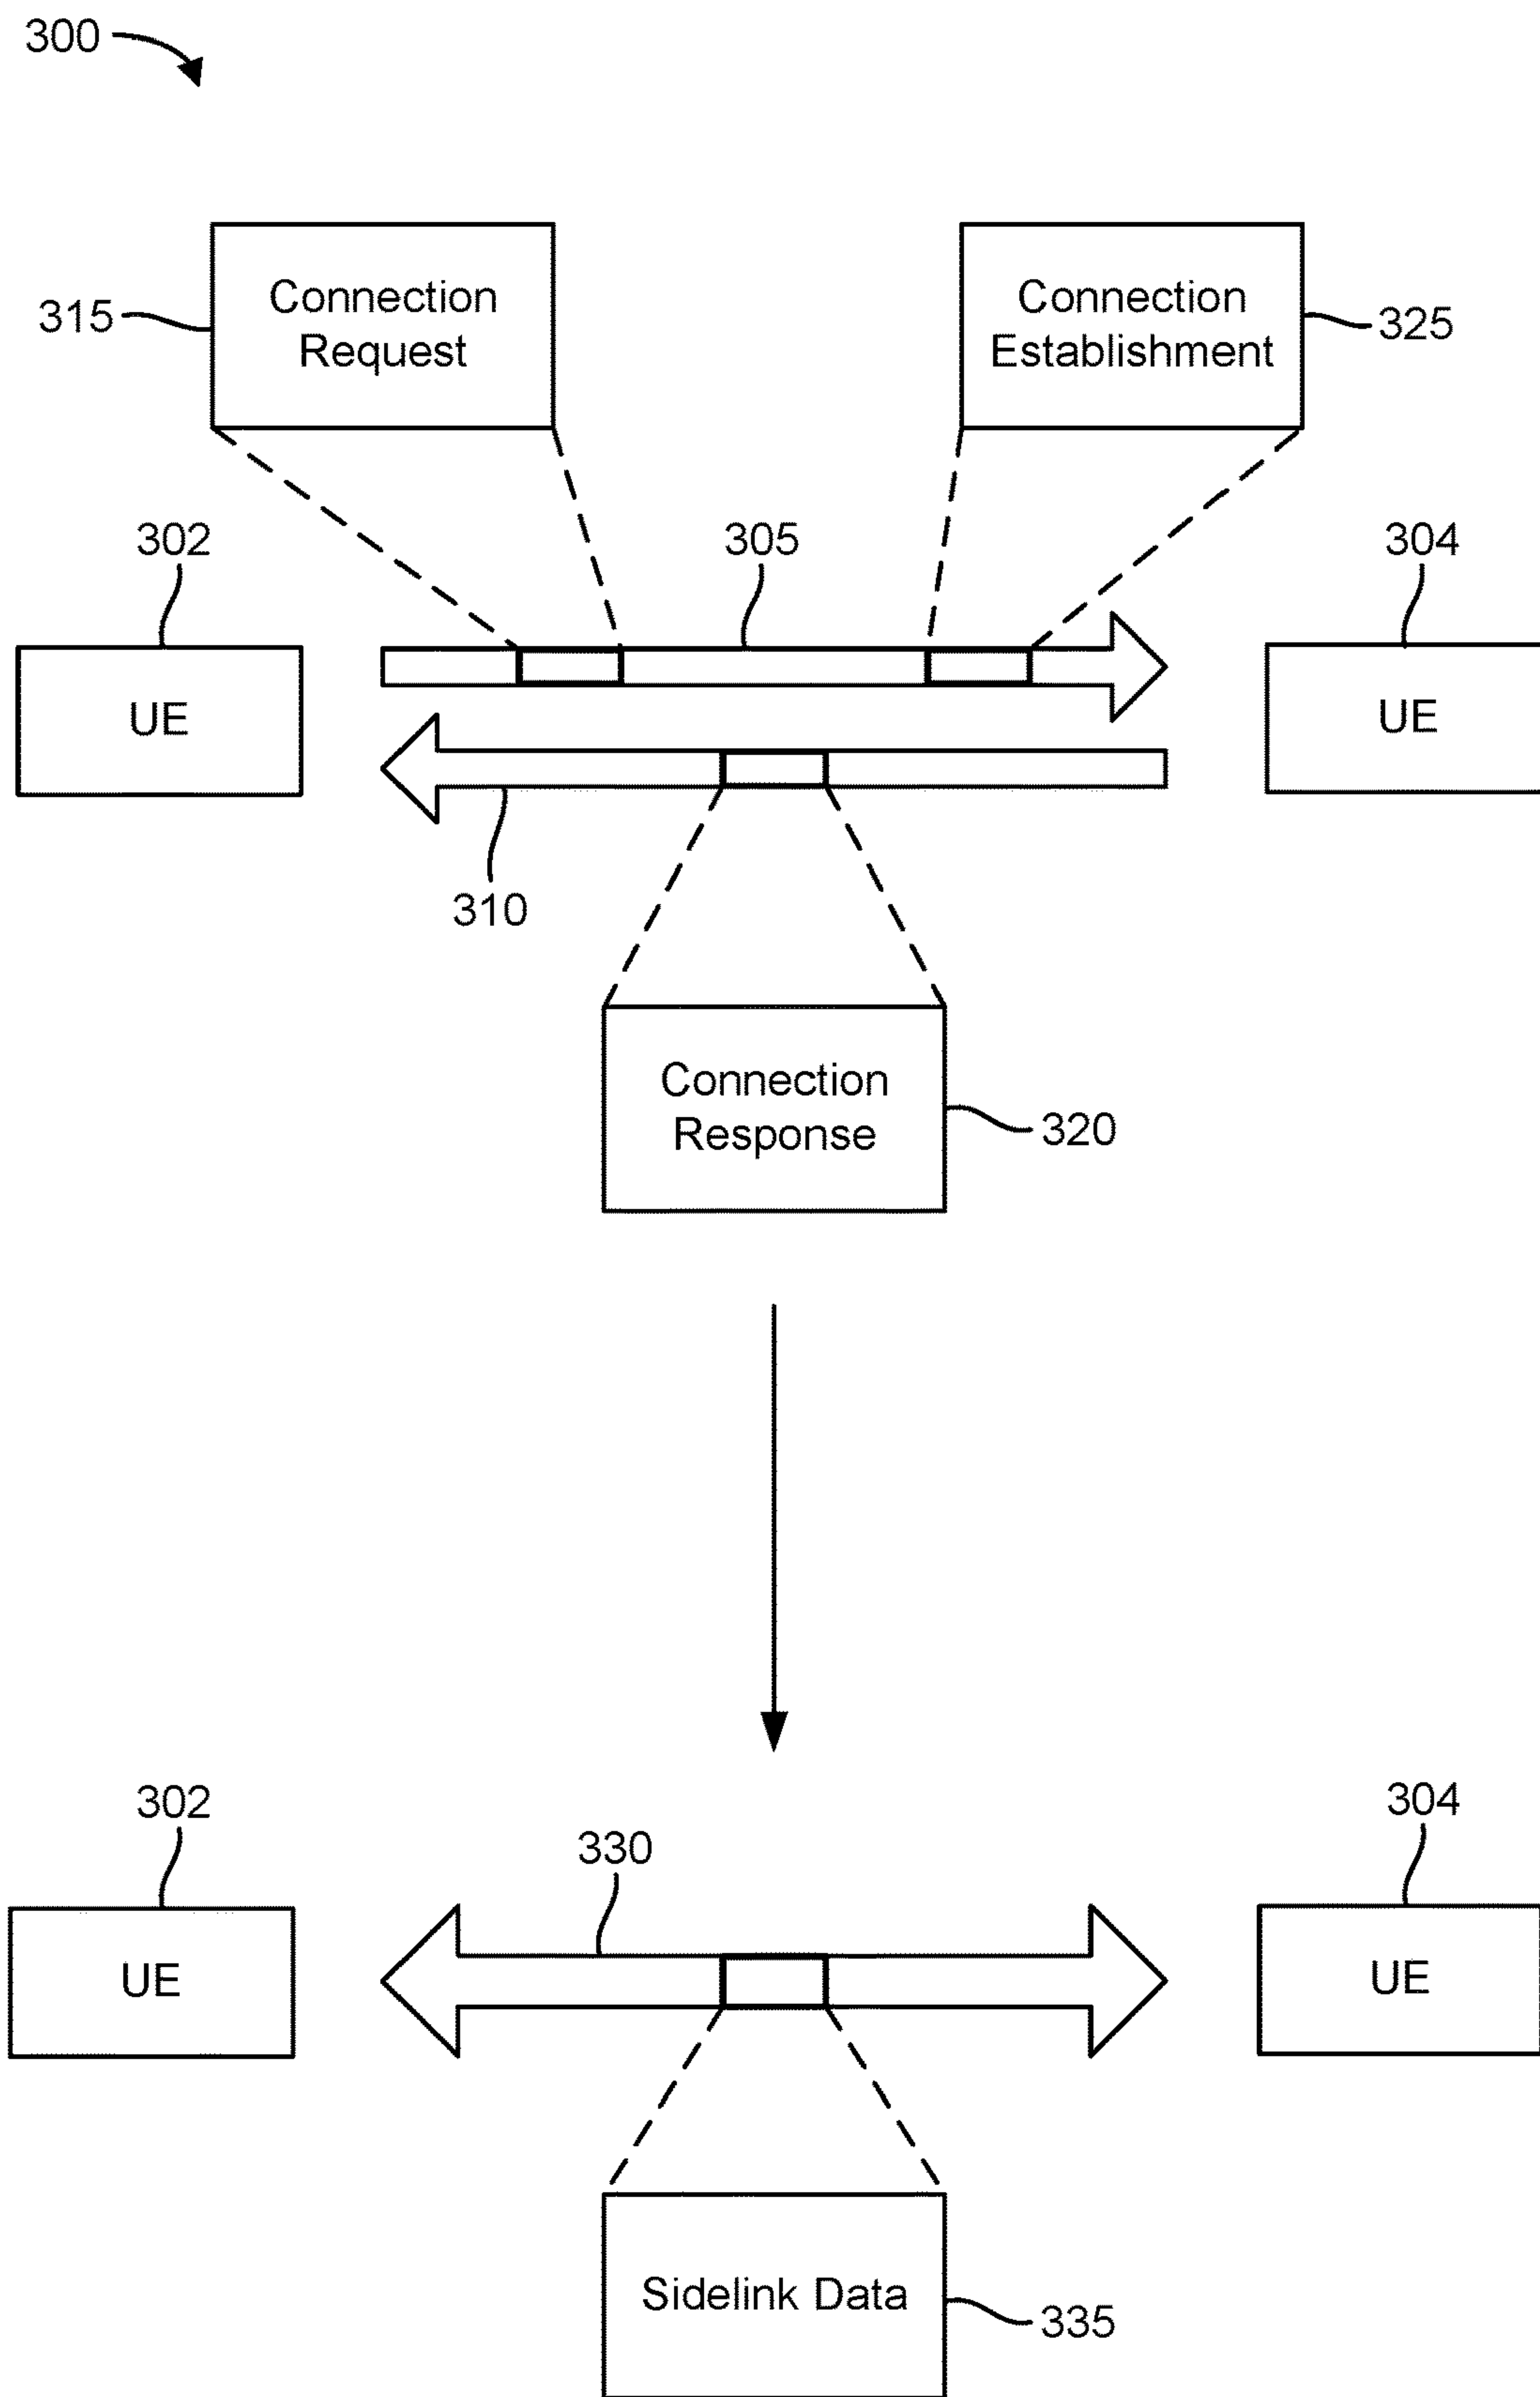 300
Connection
Request
315
Connection
Establishment
325
302
305
304
UE
UE
310
Connection
Response
320
302
304
330
UE
UE
Sidelink Data
335